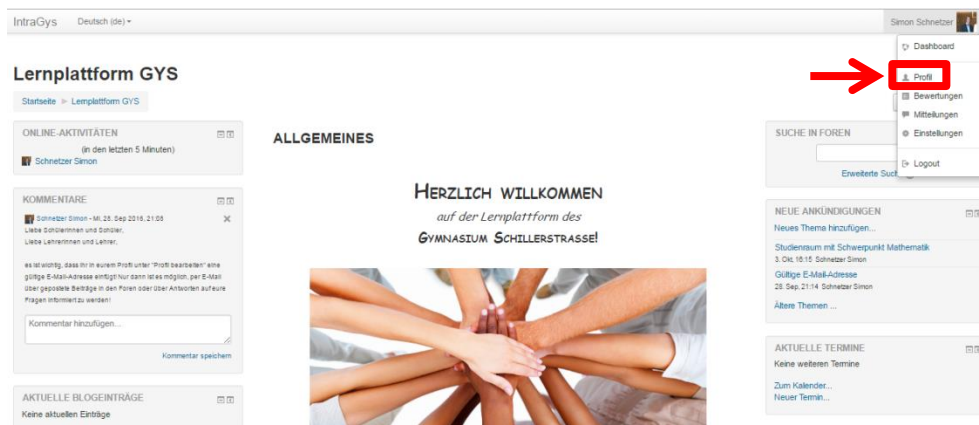 IntraGys Deutsch (de)
Simon Schnetzer
Dashboard
Profil
Bewertungen
Mitteilungen
Einstellungen
Logout
Lernplattform GYS
Startseite Lernplattform GYS
ONLINE-AKTIVITÄTEN
(in den letzten 5 Minuten)
Schnetzer Simon
KOMMENTARE
Schnetzer Simon - Mi, 28. Sep 2016, 21:08
Liebe Schülerinnen und Schüler,
Liebe Lehrerinnen und Lehrer,
es ist wichtig, dass ihr in eurem Profil unter "Profil bearbeiten" eine
gültige E-Mail-Adresse einfügt! Nur dann ist es möglich, per E-Mail
über gepostete Beiträge in den Foren oder über Antworten auf eure
Fragen informiert zu werden!
Kommentar hinzufügen...
Kommentar speichern
AKTUELLE BLOGEINTRÄGE
Keine aktuellen Einträge
ALLGEMEINES
HERZLICH WILLKOMMEN
auf der Lernplattform des
GYMNASIUM SCHILLERSTRASSE!
SUCHE IN FOREN
Erweiterte Suche
NEUE ANKÜNDIGUNGEN
Neues Thema hinzufügen...
Studienraum mit Schwerpunkt Mathematik
3. Okt, 16:15 Schnetzer Simon
Gültige E-Mail-Adresse
28. Sep, 21:14 Schnetzer Simon
Ältere Themen ...
AKTUELLE TERMINE
Keine weiteren Termine
Zum Kalender...
Neuer Termin...